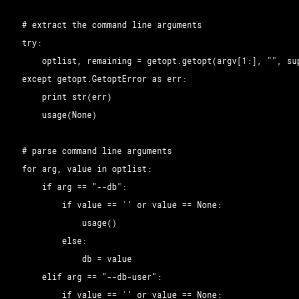 # extract the command line arguments
try:
    optlist, remaining = getopt.getopt(argv[1:], "", sup
except getopt.GetoptError as err:
    print str(err)
    usage(None)

# parse command line arguments
for arg, value in optlist:
    if arg == "--db":
        if value == '' or value == None:
            usage()
        else:
            db = value
    elif arg == "--db-user":
        if value == '' or value == None: